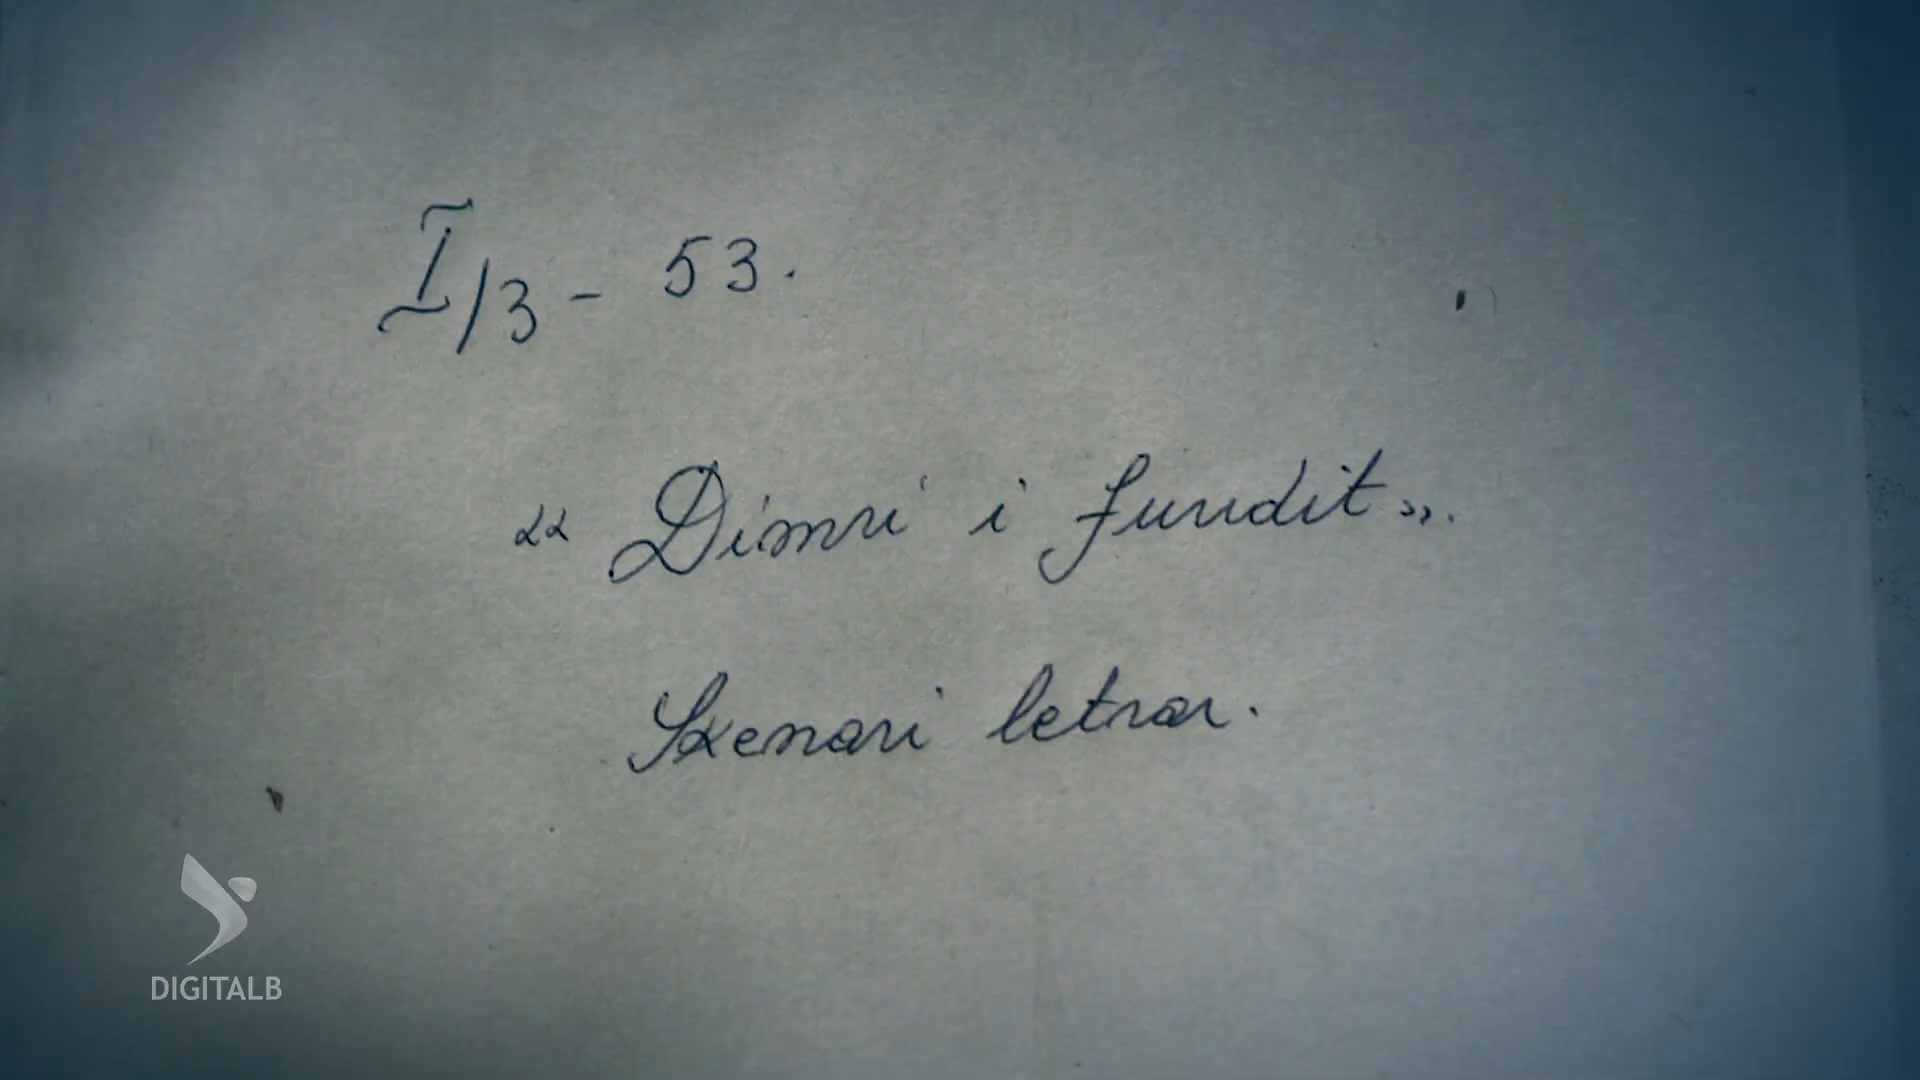 I/3 - 53.
«Dimri i fundit».
Skenari letrar.
DIGITALB